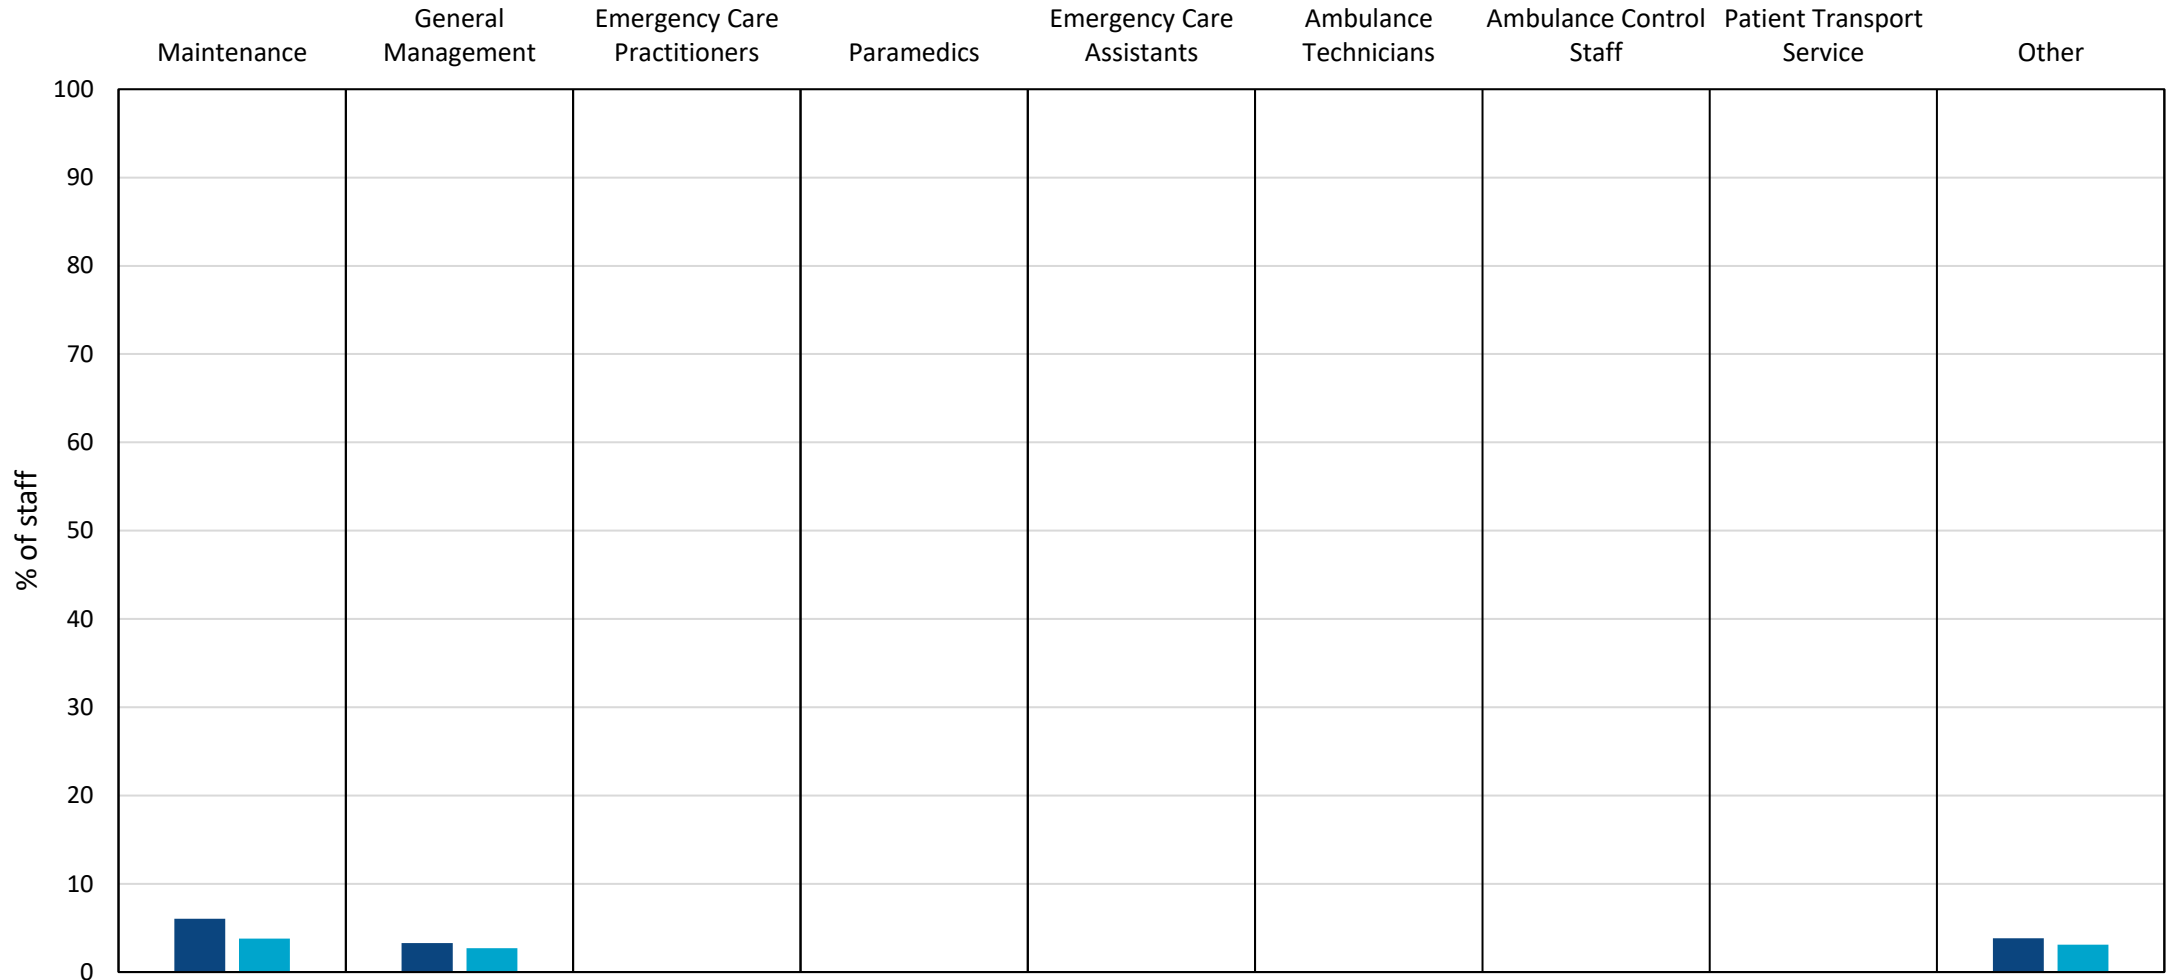 Maintenance
General
Management
Emergency Care
Practitioners
Paramedics
Emergency Care
Assistants
Ambulance
Technicians
Ambulance Control
Staff
Patient Transport
Service
Other
100
90
80
70
60
50
40
30
20
10
0
% of staff